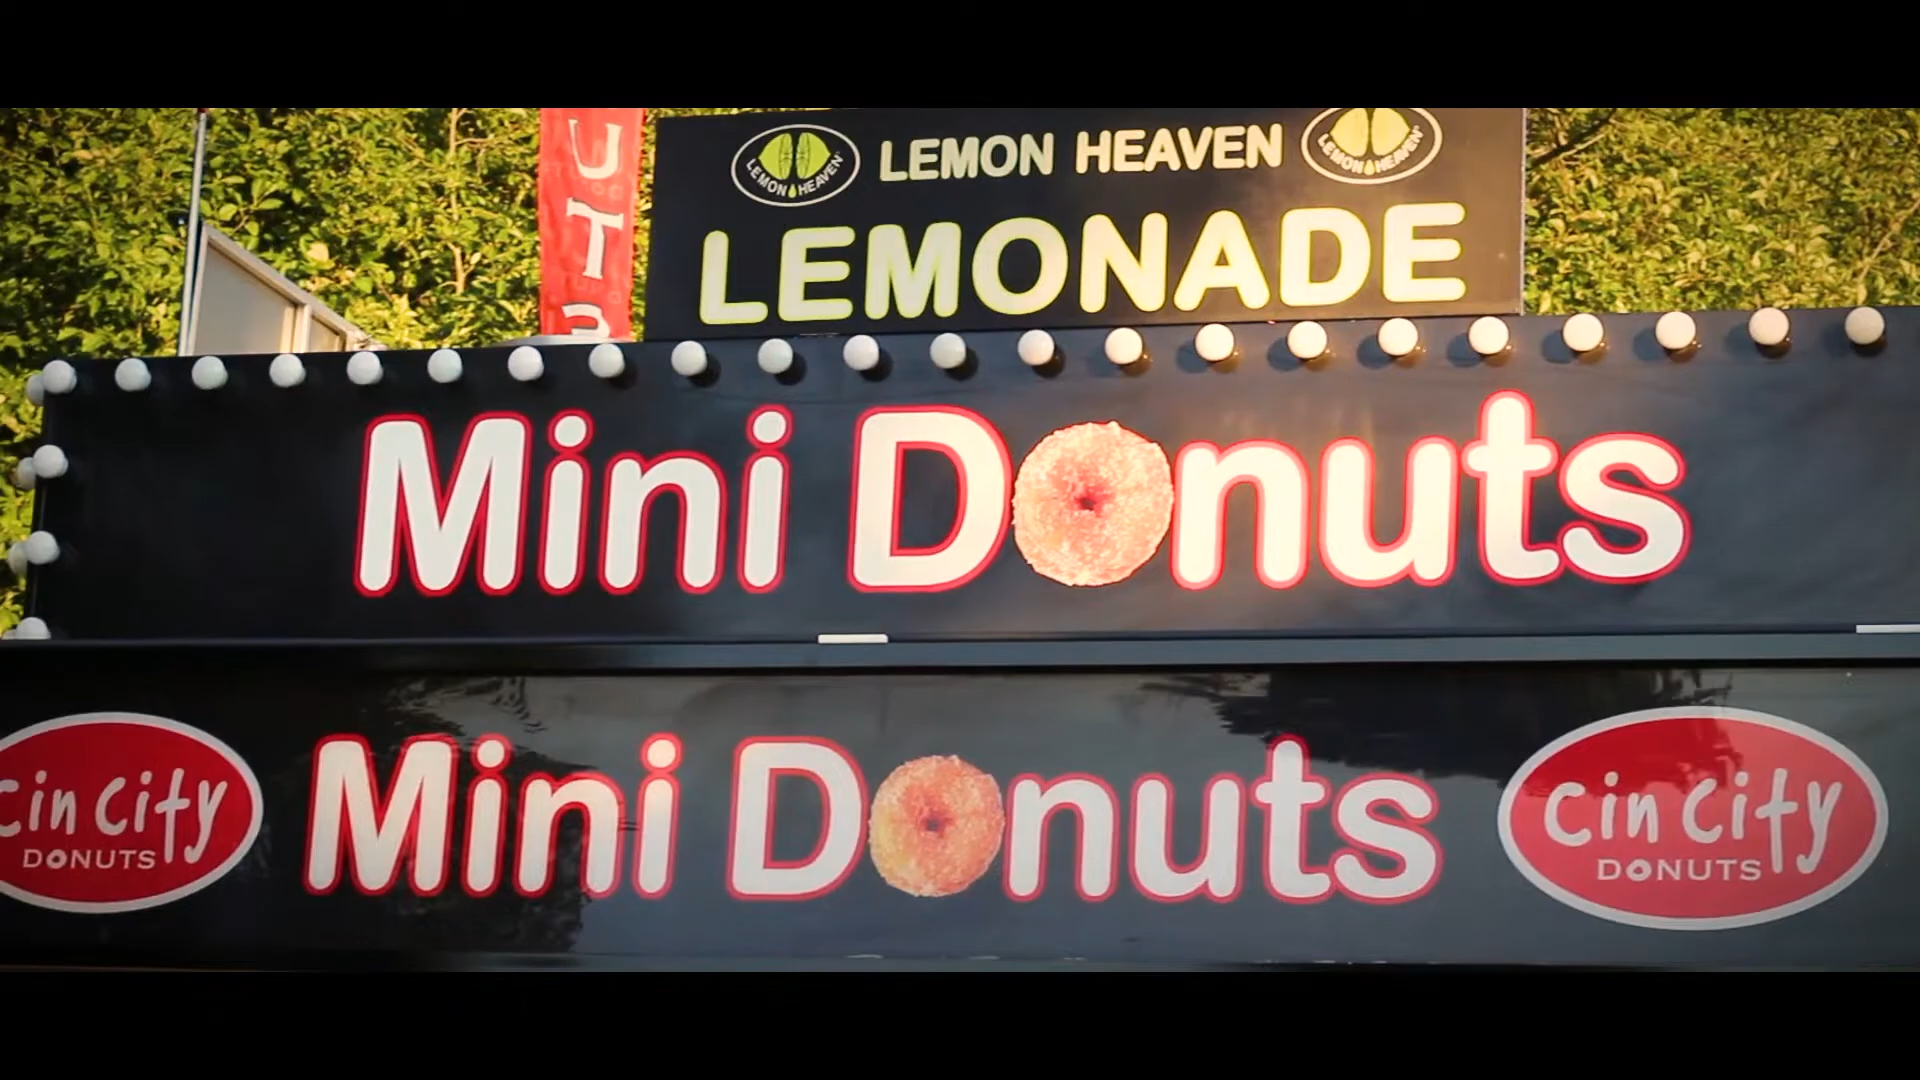 U
T
LEMON HEAVEN
LEMON HEAVEN
LEMON HEAVEN
LEMONADE
Mini Donuts
Cin City
DONUTS
Mini Donuts
Cin City
DONUTS